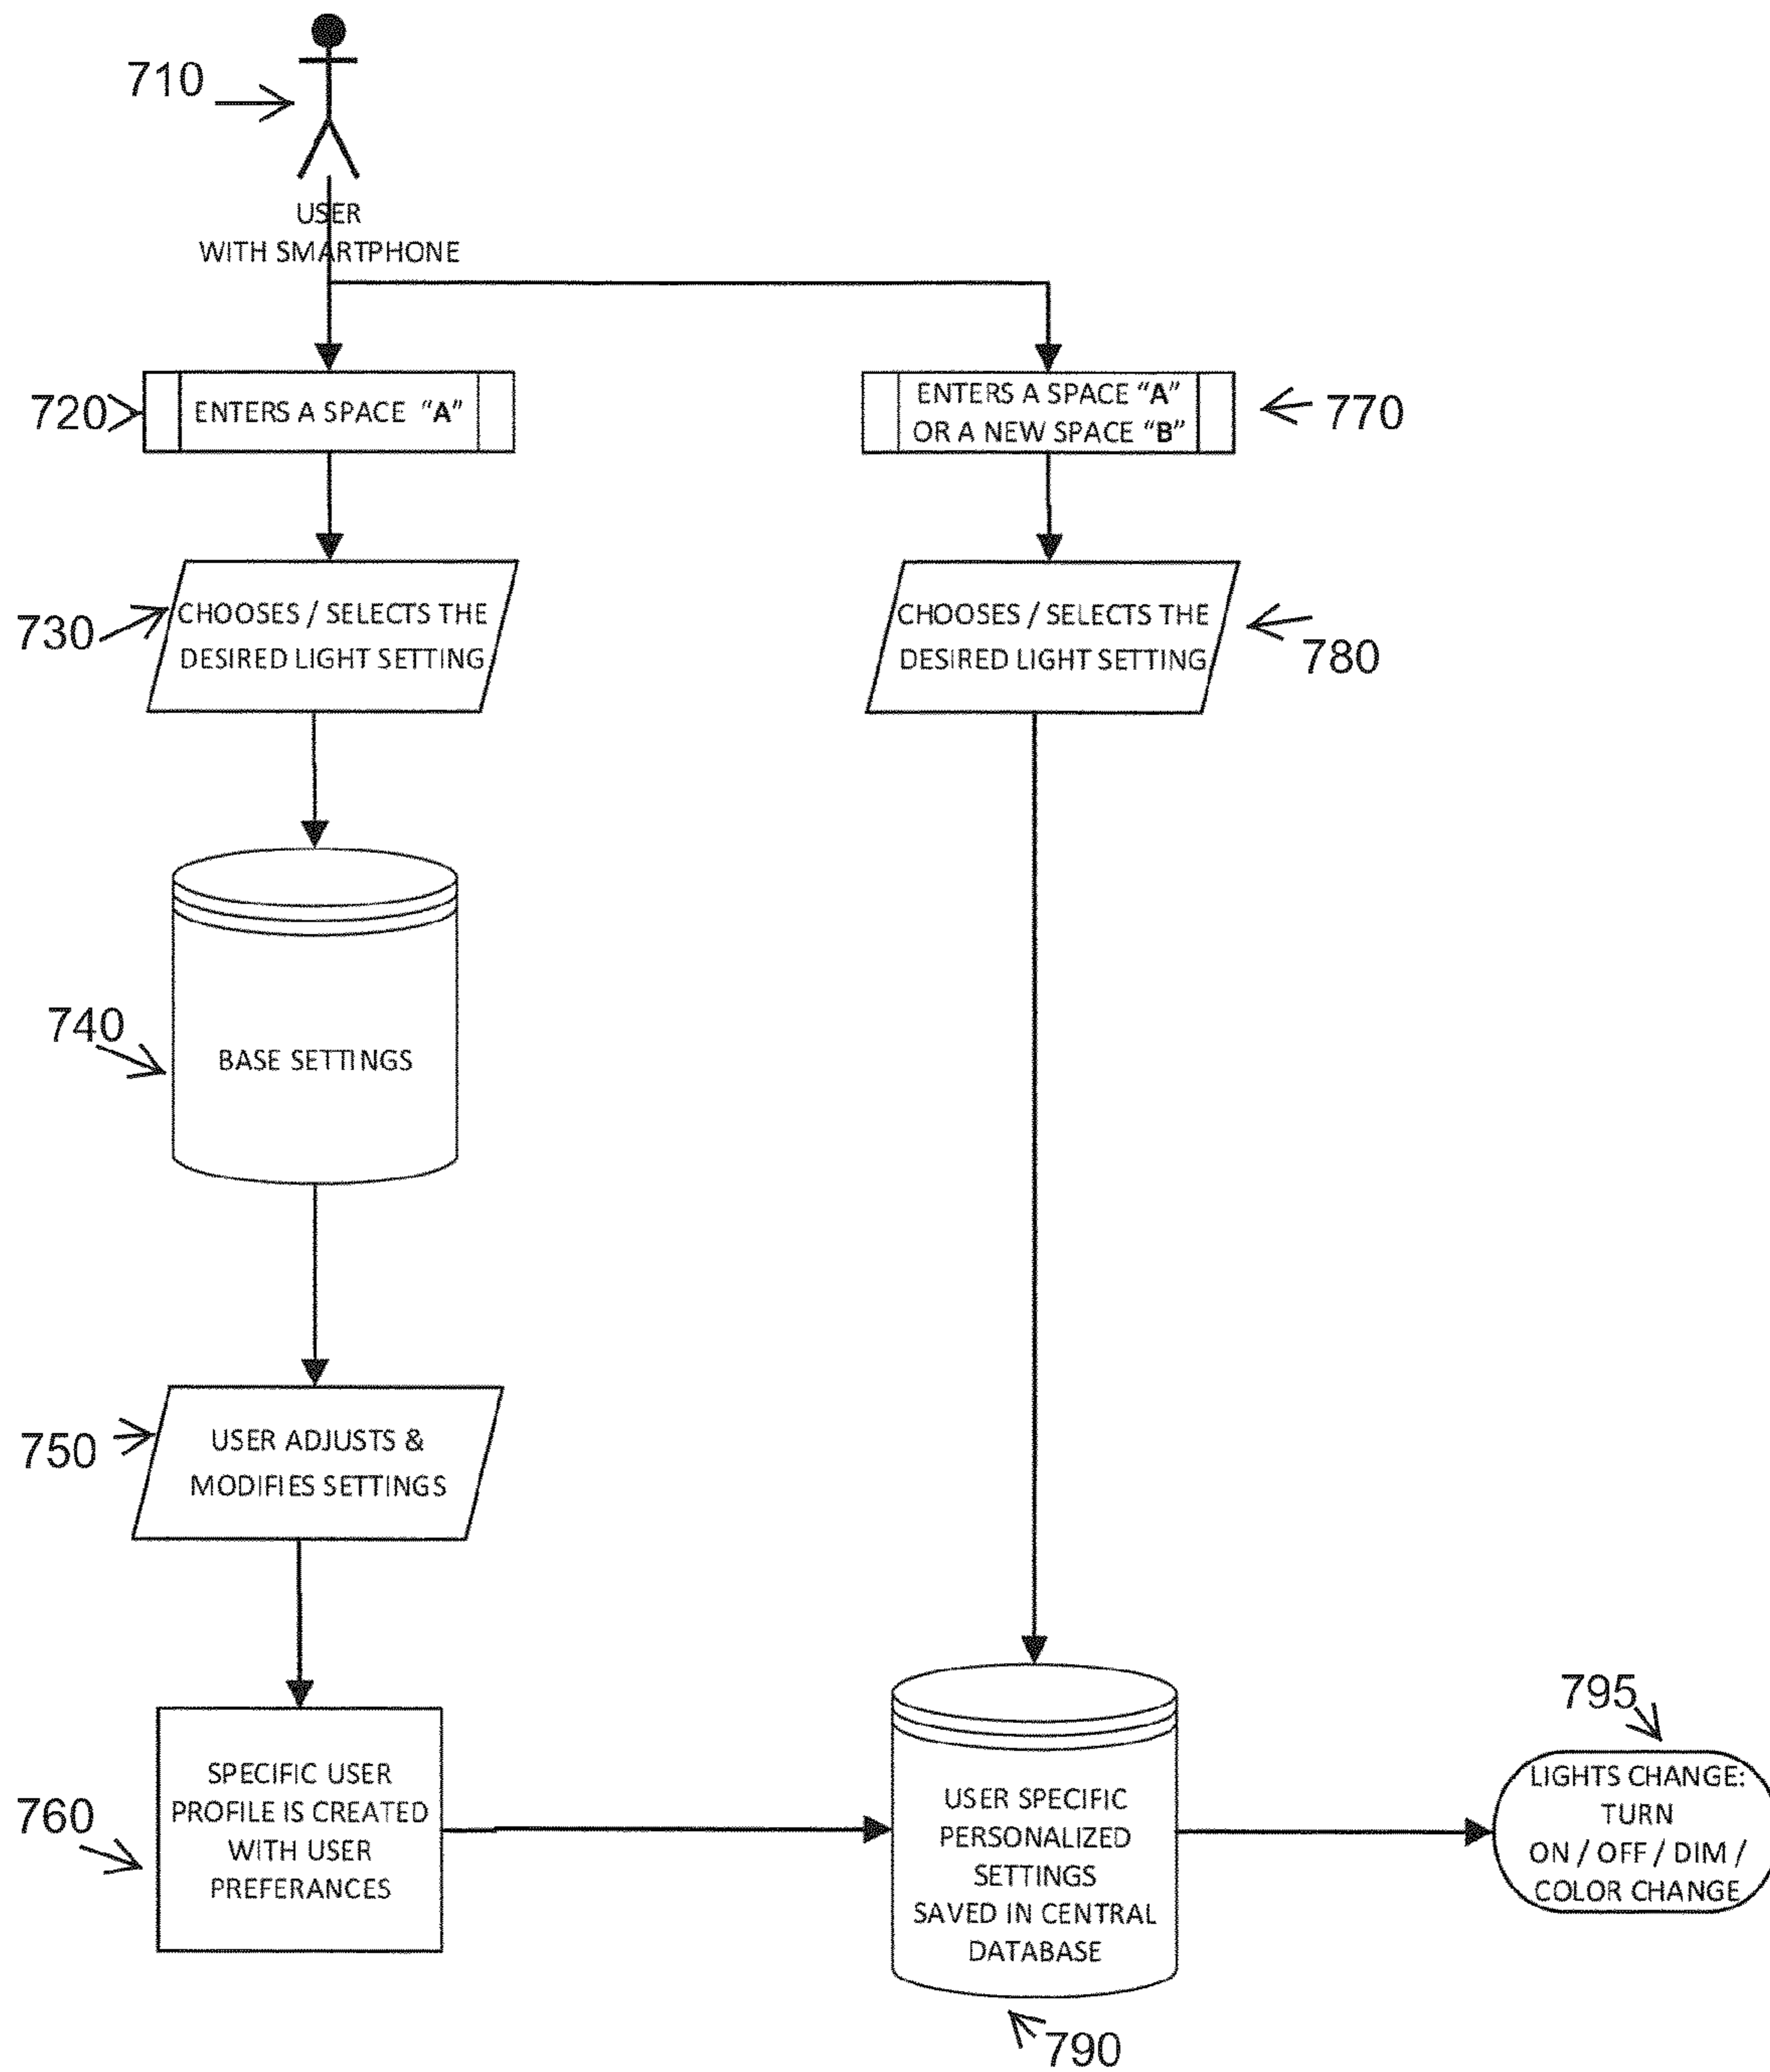 710
USER
WITH SMARTPHONE
720
ENTERS A SPACE "A"
ENTERS A SPACE "A"
OR A NEW SPACE "B"
770
730
CHOOSES / SELECTS THE
DESIRED LIGHT SETTING
CHOOSES / SELECTS THE
DESIRED LIGHT SETTING
780
740
BASE SETTINGS
750
USER ADJUSTS &
MODIFIES SETTINGS
760
SPECIFIC USER
PROFILE IS CREATED
WITH USER
PREFERANCES
USER SPECIFIC
PERSONALIZED
SETTINGS
SAVED IN CENTRAL
DATABASE
790
795
LIGHTS CHANGE:
TURN
ON / OFF / DIM /
COLOR CHANGE